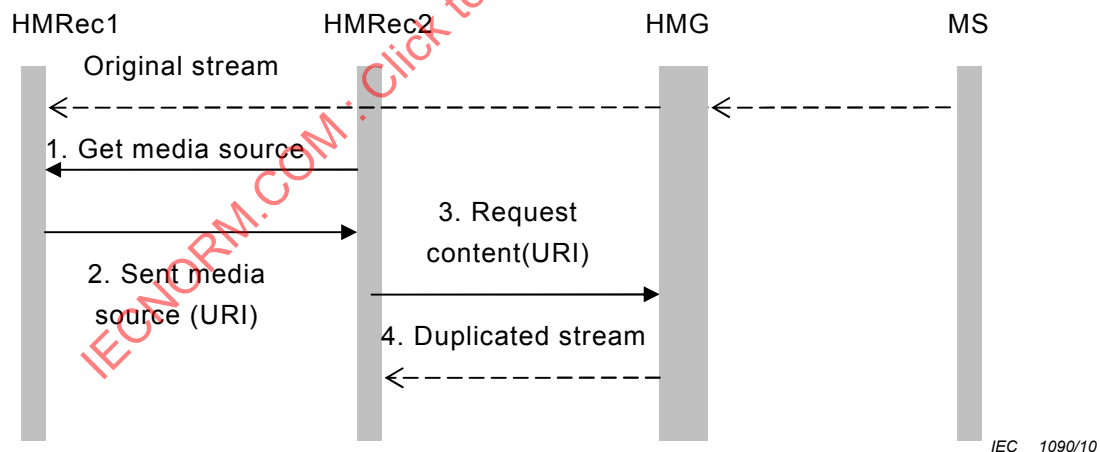 HMRec1 HMRec2 HMG MS
Original stream
1. Get media source
2. Sent media
source (URI)
3. Request
content(URI)
4. Duplicated stream
IECNORM.COM : Click to
IEC 1090/10